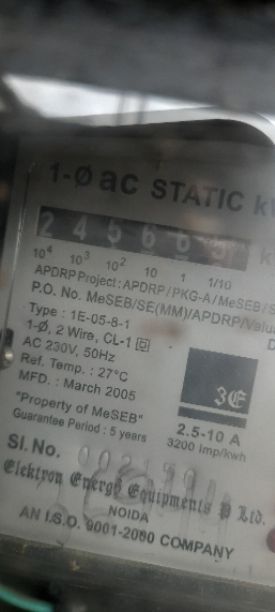 1-Ø ac STATIC
2 4 5 6 6
10⁴ 10³ 10² 10 1 1/10
APDRP Project : APDRP/PKG-A/MeSEB/
P.O. No. MeSEB/SE(MM)/APDRP/
Type : 1E-05-8-1
1-Ø, 2 Wire, CL-1
AC 230V, 50Hz
Ref. Temp. : 27°C
MFD. : March 2005
"Property of MeSEB"
Guarantee Period : 5 years
3E
2.5-10 A
3200 imp/kwh
Sl. No.
Elektron Energy Equipments P Ltd.
NOIDA
AN I.S.O. 9001-2000 COMPANY